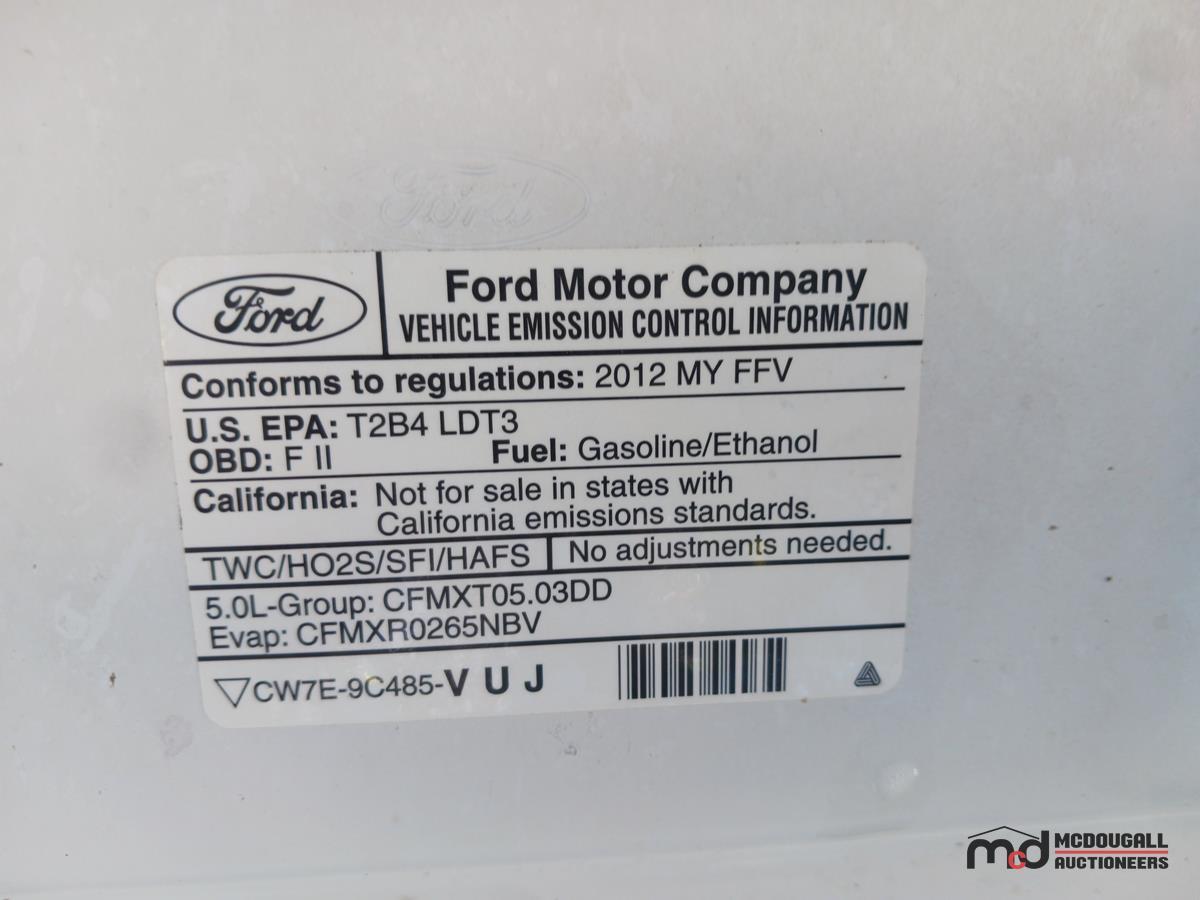 Ford
Ford
Ford Motor Company
VEHICLE EMISSION CONTROL INFORMATION
Conforms to regulations: 2012 MY FFV
U.S. EPA: T2B4 LDT3
OBD: F II Fuel: Gasoline/Ethanol
California: Not for sale in states with
California emissions standards.
TWC/HO2S/SFI/HAFS No adjustments needed.
5.0L-Group: CFMXT05.03DD
Evap: CFMXR0265NBV
CW7E-9C485-V U J
mcd MCDOUGALL
AUCTIONEERS